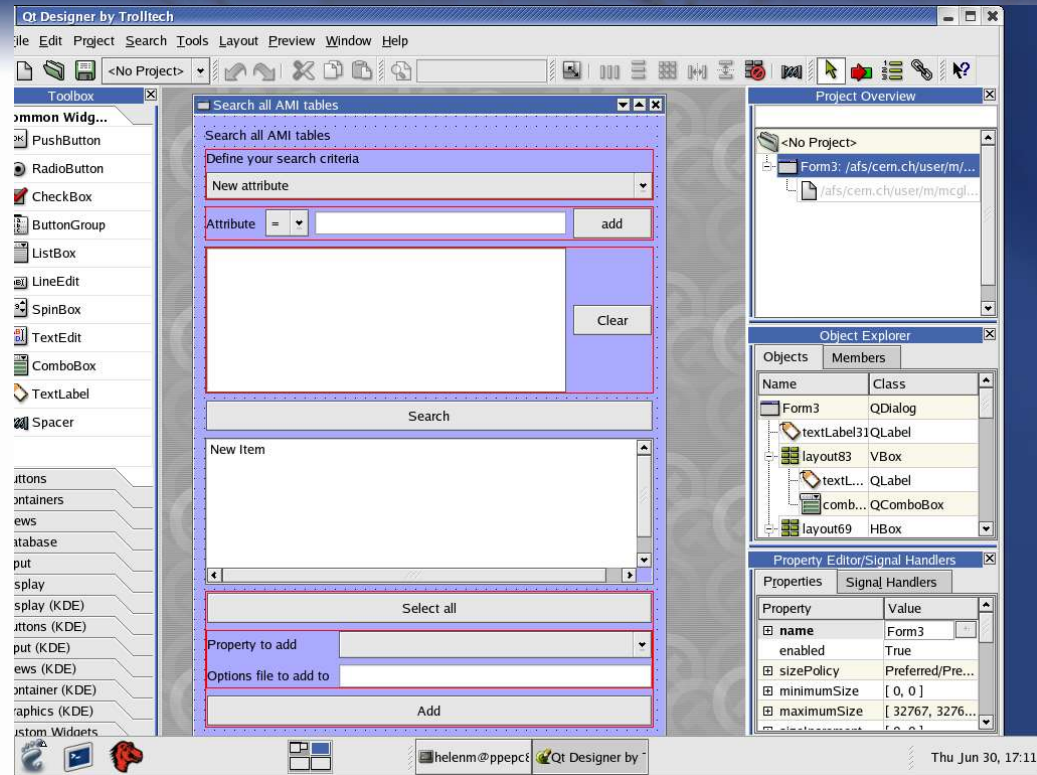 Qt Designer by Trolltech
ile Edit Project Search Tools Layout Preview Window Help
<No Project>
Toolbox
ommon Widg...
PushButton
RadioButton
CheckBox
ButtonGroup
ListBox
LineEdit
SpinBox
TextEdit
ComboBox
TextLabel
Spacer
uttons
ontainers
ews
atabase
put
splay
splay (KDE)
uttons (KDE)
put (KDE)
ews (KDE)
ontainer (KDE)
raphics (KDE)
ustom Widgets
Search all AMI tables
Search all AMI tables
Define your search criteria
New attribute
Attribute = add
Clear
Search
New Item
Select all
Property to add
Options file to add to
Add
Project Overview
<No Project>
Form3: /afs/cern.ch/user/m/...
/afs/cern.ch/user/m/mcgl...
Object Explorer
Objects Members
Name Class
Form3 QDialog
textLabel31 QLabel
layout83 VBox
textL... QLabel
comb... QComboBox
layout69 HBox
Property Editor/Signal Handlers
Properties Signal Handlers
Property Value
name Form3
enabled True
sizePolicy Preferred/Pre...
minimumSize [ 0, 0 ]
maximumSize [ 32767, 3276...
helenm@ppepc Qt Designer by
Thu Jun 30, 17:11